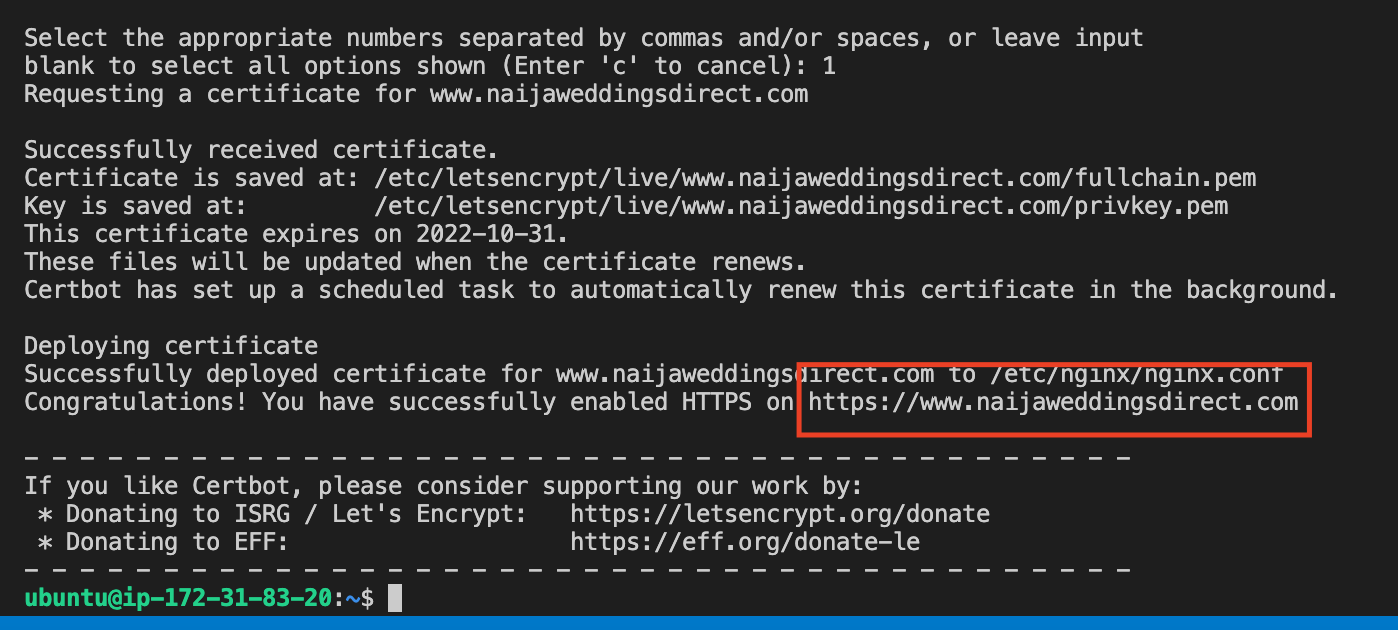 Select the appropriate numbers separated by commas and/or spaces, or leave input
blank to select all options shown (Enter 'c' to cancel): 1
Requesting a certificate for www.naijaweddingsdirect.com
Successfully received certificate.
Certificate is saved at: /etc/letsencrypt/live/www.naijaweddingsdirect.com/fullchain.pem
Key is saved at:         /etc/letsencrypt/live/www.naijaweddingsdirect.com/privkey.pem
This certificate expires on 2022-10-31.
These files will be updated when the certificate renews.
Certbot has set up a scheduled task to automatically renew this certificate in the background.
Deploying certificate
Successfully deployed certificate for www.naijaweddingsdirect.com to /etc/nginx/nginx.conf
Congratulations! You have successfully enabled HTTPS on https://www.naijaweddingsdirect.com
- - - - - - - - - - - - - - - - - - - - - - - - - - - - - - - - - - - - - - - -
If you like Certbot, please consider supporting our work by:
 * Donating to ISRG / Let's Encrypt:   https://letsencrypt.org/donate
 * Donating to EFF:                    https://eff.org/donate-le
- - - - - - - - - - - - - - - - - - - - - - - - - - - - - - - - - - - - - - - -
ubuntu@ip-172-31-83-20:~$